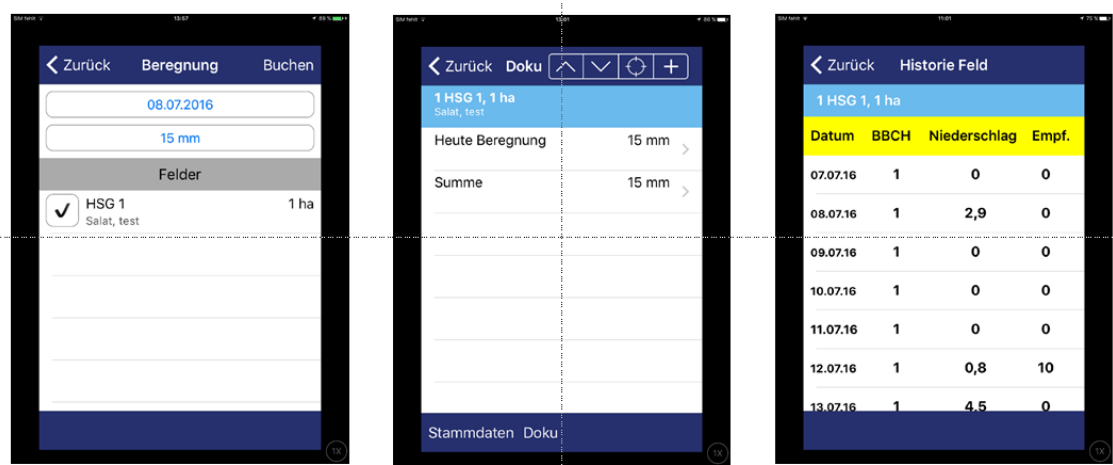 SIM fehlt
13:57
89 %
Zurück Beregnung Buchen
08.07.2016
15 mm
Felder
HSG 1 1 ha
Salat, test
1X
SIM fehlt
86 %
Zurück Doku
1 HSG 1, 1 ha
Salat, test
Heute Beregnung 15 mm
Summe 15 mm
Stammdaten Doku
1X
SIM fehlt
11:01
75 %
Zurück Historie Feld
1 HSG 1, 1 ha
Datum BBCH Niederschlag Empf.
07.07.16 1 0 0
08.07.16 1 2,9 0
09.07.16 1 0 0
10.07.16 1 0 0
11.07.16 1 0 0
12.07.16 1 0,8 10
13.07.16 1 4,5 0
1X